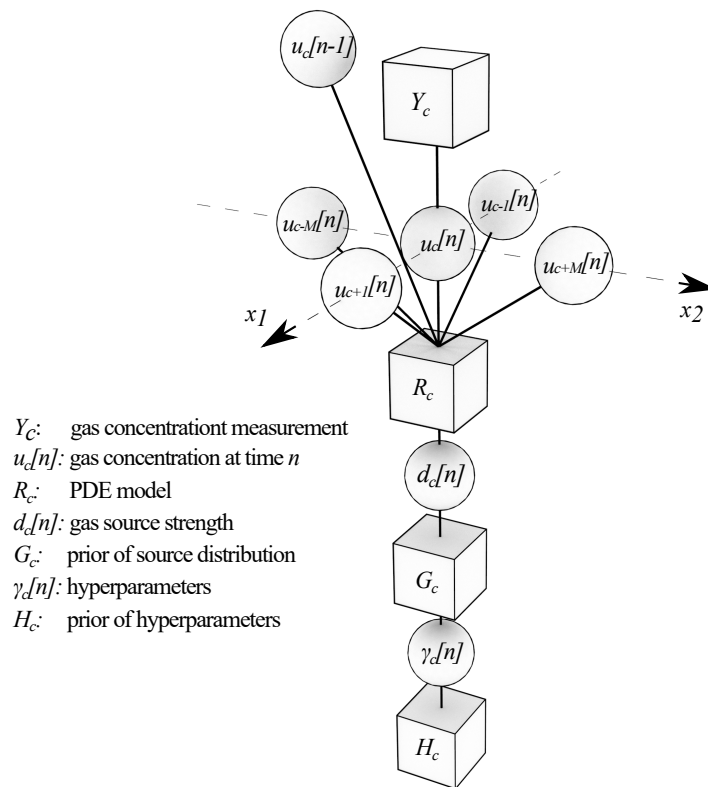 u_c[n-1]
Y_c
u_{c-1}[n]
u_{c-M}[n]
u_c[n]
u_{c+M}[n]
u_{c+1}[n]
x_1
x_2
R_c
Y_C: gas concentrationt measurement
u_c[n]: gas concentration at time n
R_c: PDE model
d_c[n]: gas source strength
G_c: prior of source distribution
γ_c[n]: hyperparameters
H_c: prior of hyperparameters
d_c[n]
G_c
γ_c[n]
H_c